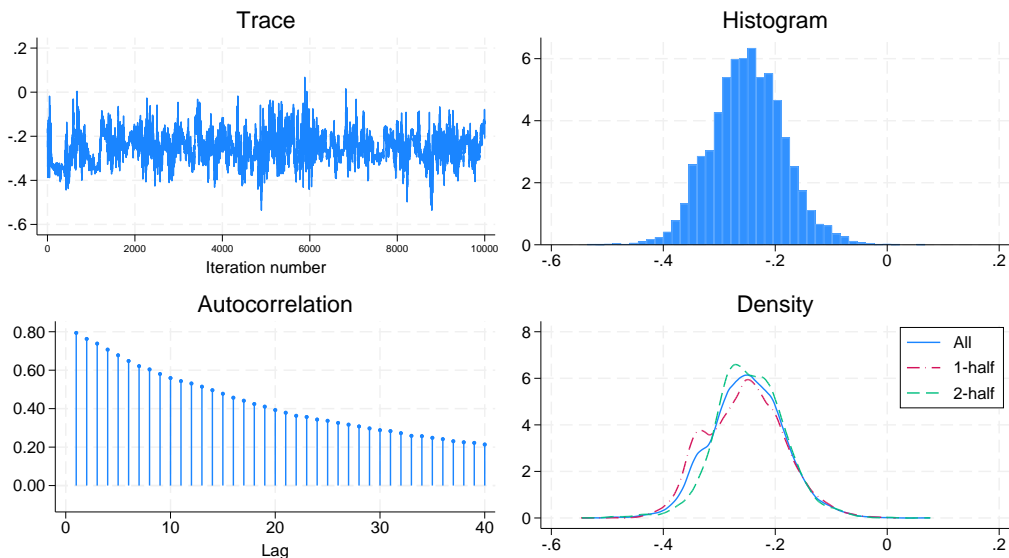 Trace
.2
0
-.2
-.4
-.6
0 2000 4000 6000 8000 10000
Iteration number
Histogram
6
4
2
0
-.6 -.4 -.2 0 .2
Autocorrelation
0.80
0.60
0.40
0.20
0.00
0 10 20 30 40
Lag
Density
8
6
4
2
0
-.6 -.4 -.2 0 .2
All
1-half
2-half